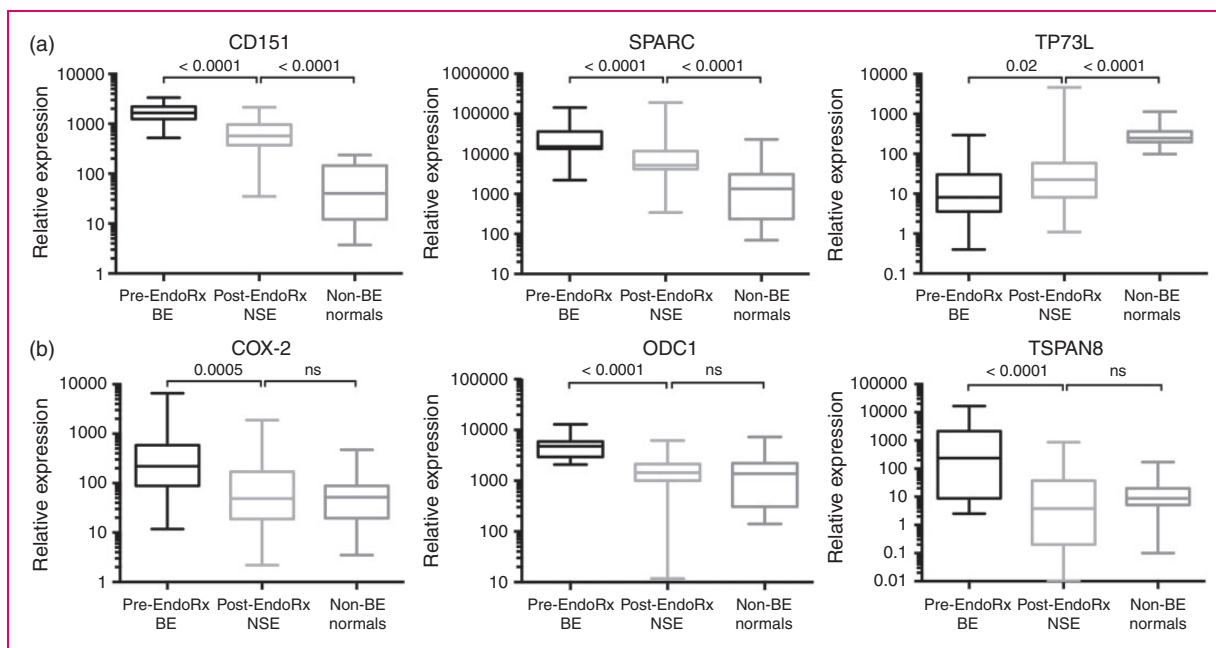 (a)
CD151
< 0.0001 < 0.0001
Relative expression
10000
1000
100
10
1
Pre-EndoRx Post-EndoRx Non-BE
BE NSE normals
SPARC
< 0.0001 < 0.0001
Relative expression
1000000
100000
10000
1000
100
10
Pre-EndoRx Post-EndoRx Non-BE
BE NSE normals
TP73L
0.02 < 0.0001
Relative expression
10000
1000
100
10
1
0.1
Pre-EndoRx Post-EndoRx Non-BE
BE NSE normals
(b)
COX-2
0.0005 ns
Relative expression
10000
1000
100
10
1
Pre-EndoRx Post-EndoRx Non-BE
BE NSE normals
ODC1
< 0.0001 ns
Relative expression
100000
10000
1000
100
10
Pre-EndoRx Post-EndoRx Non-BE
BE NSE normals
TSPAN8
< 0.0001 ns
Relative expression
100000
10000
1000
100
10
1
0.1
0.01
Pre-EndoRx Post-EndoRx Non-BE
BE NSE normals